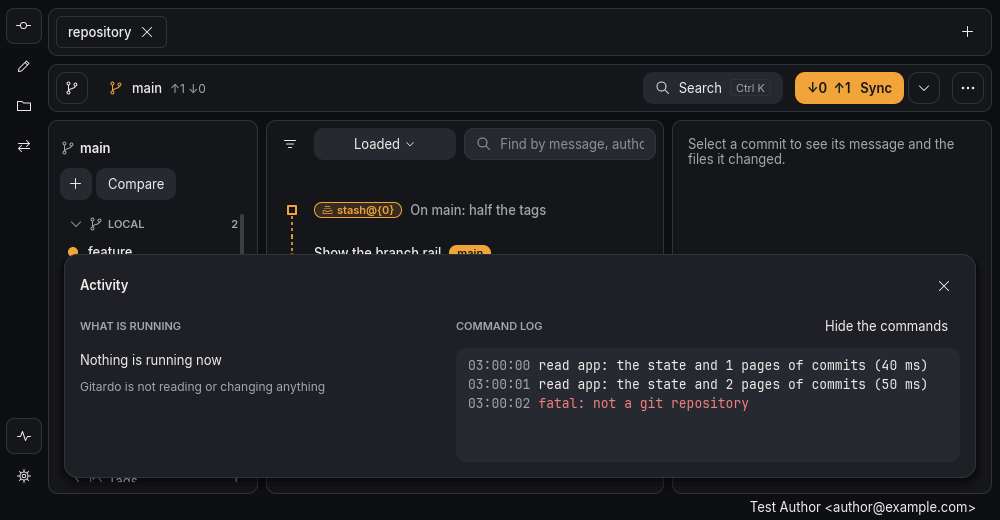 repository
main ↑1 ↓0
Search Ctrl K
↓0 ↑1 Sync
main
Compare
LOCAL 2
feature
Loaded
Find by message, autho
stash@{0} On main: half the tags
Show the branch rail main
Select a commit to see its message and the
files it changed.
Activity
WHAT IS RUNNING
Nothing is running now
Gitardo is not reading or changing anything
COMMAND LOG
Hide the commands
03:00:00 read app: the state and 1 pages of commits (40 ms)
03:00:01 read app: the state and 2 pages of commits (50 ms)
03:00:02 fatal: not a git repository
Tags
Test Author <author@example.com>